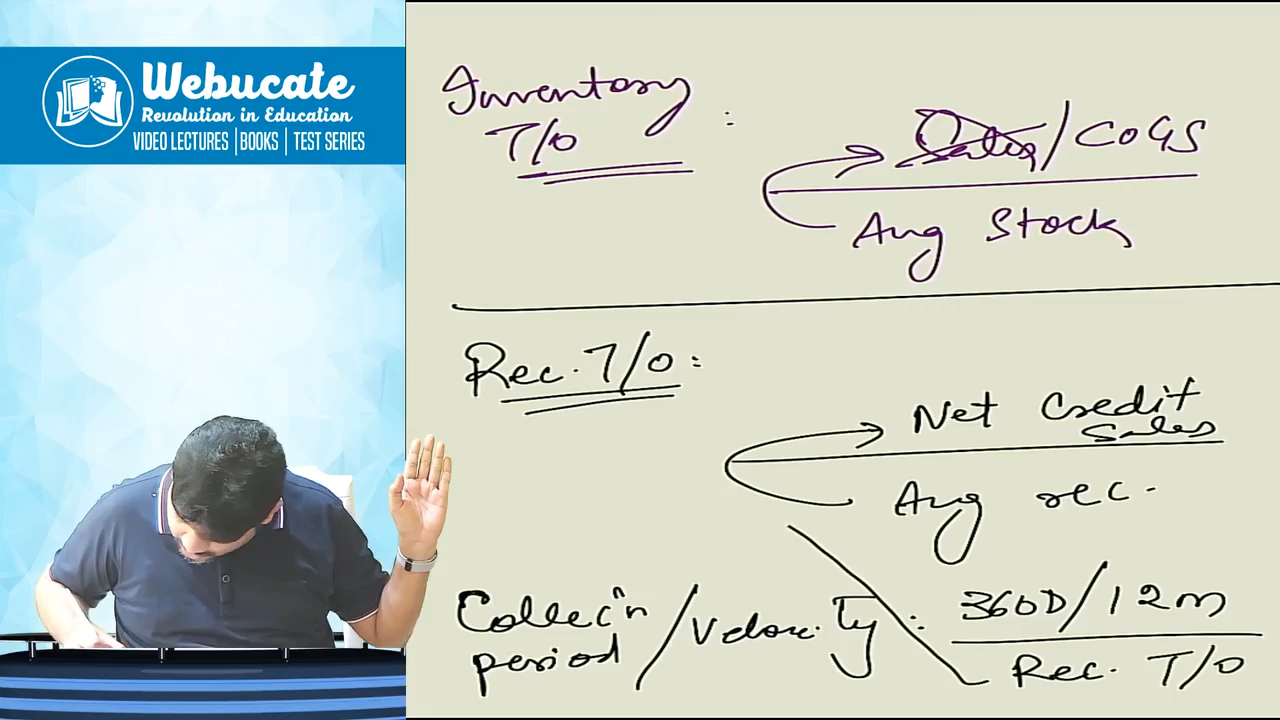 Webucate
Revolution in Education
VIDEO LECTURES | BOOKS | TEST SERIES
Inventory
T/O : Sales/COGS
Avg Stock
Rec. T/O :
Net Credit
Sales
Avg rec.
Collec'n
period / Velocity : 360D/12m
Rec. T/O